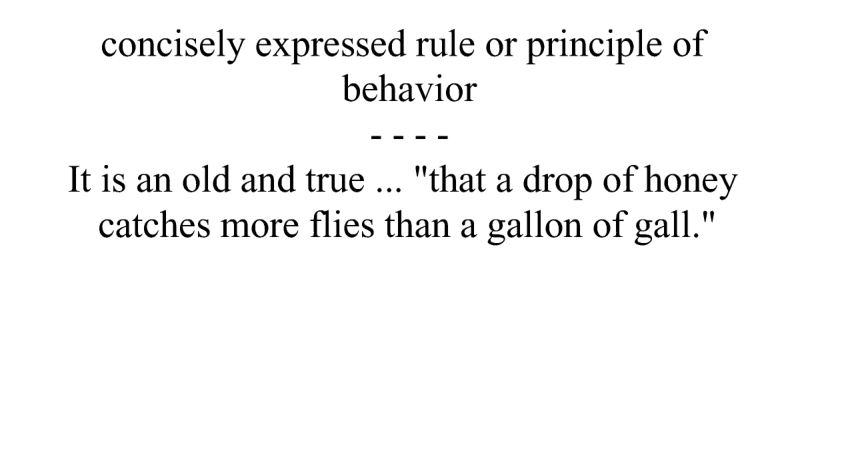 concisely expressed rule or principle of
behavior
- - - -
It is an old and true ... "that a drop of honey
catches more flies than a gallon of gall."